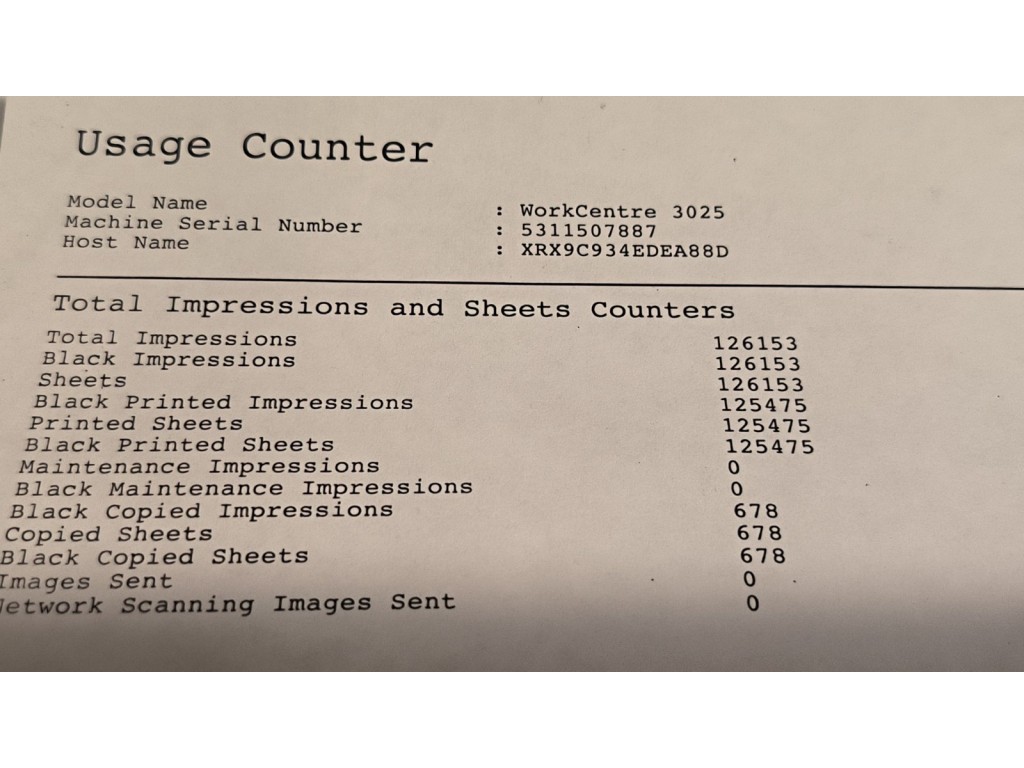 Usage Counter
Model Name : WorkCentre 3025
Machine Serial Number : 5311507887
Host Name : XRX9C934EDEA88D
Total Impressions and Sheets Counters
Total Impressions 126153
Black Impressions 126153
Sheets 126153
Black Printed Impressions 125475
Printed Sheets 125475
Black Printed Sheets 125475
Maintenance Impressions 0
Black Maintenance Impressions 0
Black Copied Impressions 678
Copied Sheets 678
Black Copied Sheets 678
Images Sent 0
Network Scanning Images Sent 0